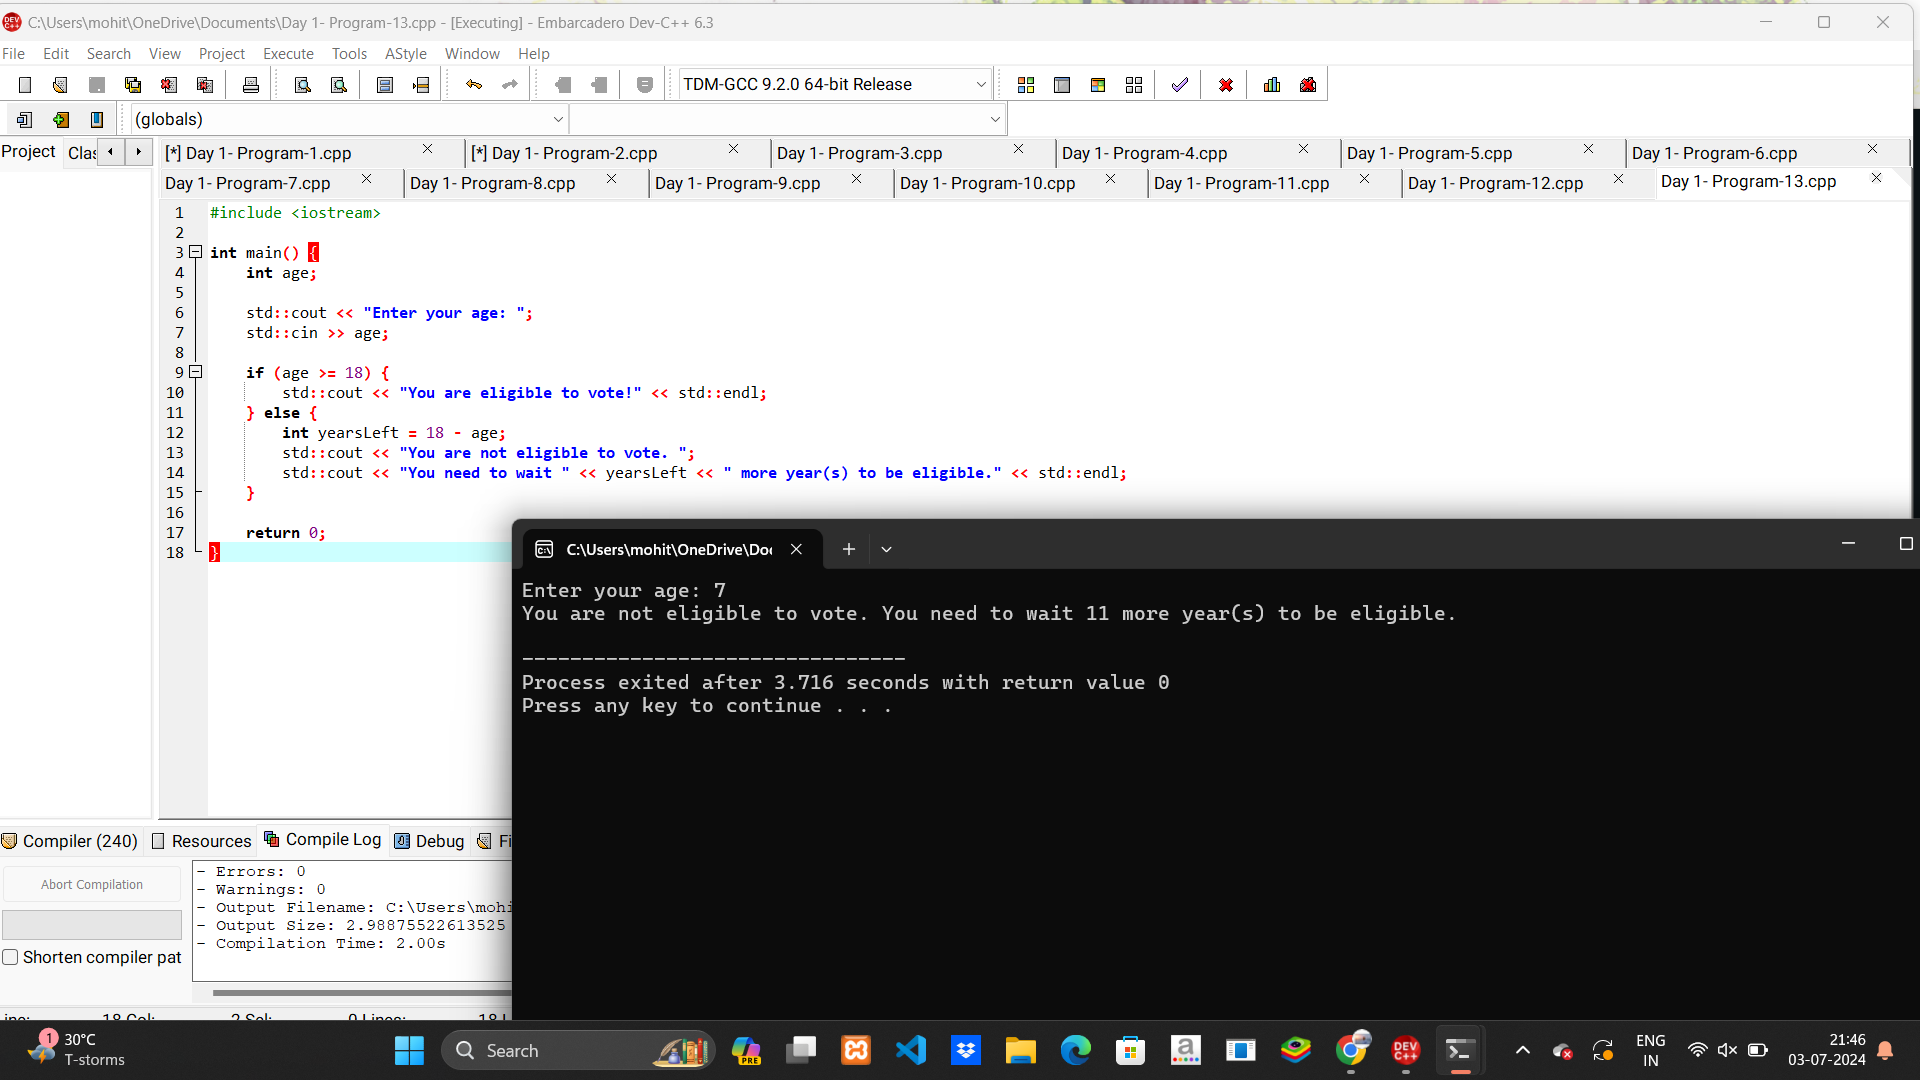 C:\Users\mohit\OneDrive\Documents\Day 1- Program-13.cpp - [Executing] - Embarcadero Dev-C++ 6.3
File Edit Search View Project Execute Tools AStyle Window Help
TDM-GCC 9.2.0 64-bit Release
(globals)
Project Clas
[*] Day 1- Program-1.cpp [*] Day 1- Program-2.cpp Day 1- Program-3.cpp Day 1- Program-4.cpp Day 1- Program-5.cpp Day 1- Program-6.cpp
Day 1- Program-7.cpp Day 1- Program-8.cpp Day 1- Program-9.cpp Day 1- Program-10.cpp Day 1- Program-11.cpp Day 1- Program-12.cpp Day 1- Program-13.cpp
1 #include <iostream>
2
3 int main() {
4 int age;
5
6 std::cout << "Enter your age: ";
7 std::cin >> age;
8
9 if (age >= 18) {
10 std::cout << "You are eligible to vote!" << std::endl;
11 } else {
12 int yearsLeft = 18 - age;
13 std::cout << "You are not eligible to vote. ";
14 std::cout << "You need to wait " << yearsLeft << " more year(s) to be eligible." << std::endl;
15 }
16
17 return 0;
18 }
C:\Users\mohit\OneDrive\Doc
Enter your age: 7
You are not eligible to vote. You need to wait 11 more year(s) to be eligible.
--------------------------------
Process exited after 3.716 seconds with return value 0
Press any key to continue . . .
Compiler (240) Resources Compile Log Debug Fi
Abort Compilation
Shorten compiler pat
- Errors: 0
- Warnings: 0
- Output Filename: C:\Users\mohi
- Output Size: 2.98875522613525
- Compilation Time: 2.00s
18 Col: 2 Sel: 0 Lines: 18
1
30°C
T-storms
Search
PRE
DEV
C++
ENG
IN
21:46
03-07-2024